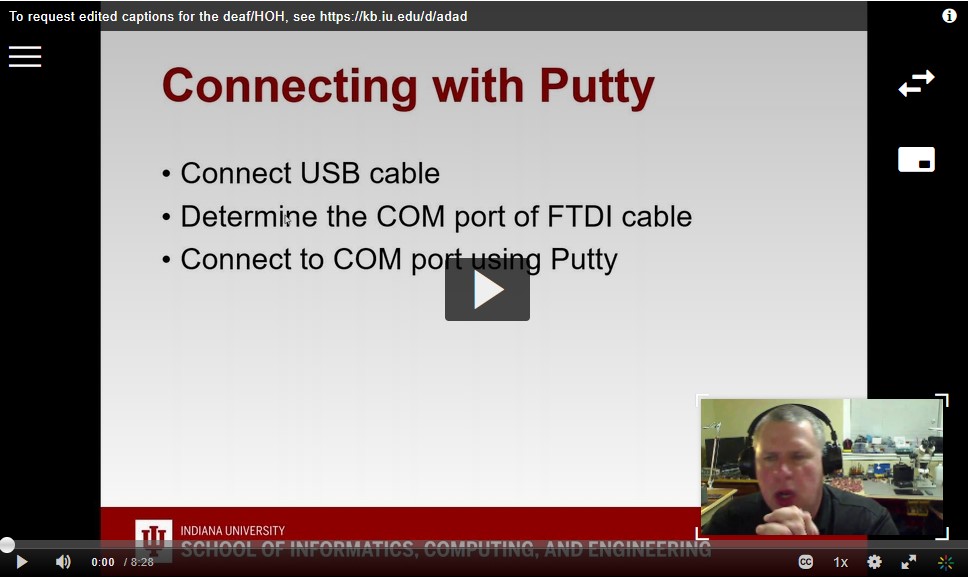 To request edited captions for the deaf/HOH, see https://kb.iu.edu/d/adad
Connecting with Putty
• Connect USB cable
• Determine the COM port of FTDI cable
• Connect to COM port using Putty
INDIANA UNIVERSITY
SCHOOL OF INFORMATICS, COMPUTING, AND ENGINEERING
0:00 / 8:28
CC
1x